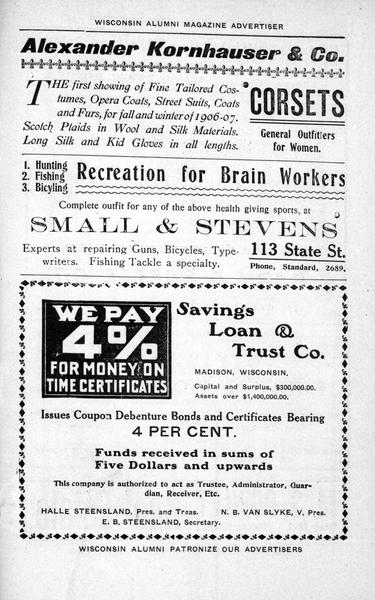 WISCONSIN ALUMNI MAGAZINE ADVERTISER
Alexander Kornhauser & Co.
THE first showing of Fine Tailored Cos-
tumes, Opera Coats, Street Suits, Coats
and Furs, for fall and winter of 1906-07.
Scotch Plaids in Wool and Silk Materials.
Long Silk and Kid Gloves in all lengths.
CORSETS
General Outfitters
for Women.
1. Hunting
2. Fishing
3. Bicyling
Recreation for Brain Workers
Complete outfit for any of the above health giving sports, at
SMALL & STEVENS
Experts at repairing Guns, Bicycles, Type-
writers. Fishing Tackle a specialty.
113 State St.
Phone, Standard, 2689.
WE PAY
4%
FOR MONEY ON
TIME CERTIFICATES
Savings
Loan &
Trust Co.
MADISON, WISCONSIN.
Capital and Surplus, $300,000.00.
Assets over $1,400,000.00.
Issues Coupon Debenture Bonds and Certificates Bearing
4 PER CENT.
Funds received in sums of
Five Dollars and upwards
This company is authorized to act as Trustee, Administrator, Guar-
dian, Receiver, Etc.
HALLE STEENSLAND, Pres. and Treas. N. B. VAN SLYKE, V. Pres.
E. B. STEENSLAND, Secretary.
WISCONSIN ALUMNI PATRONIZE OUR ADVERTISERS